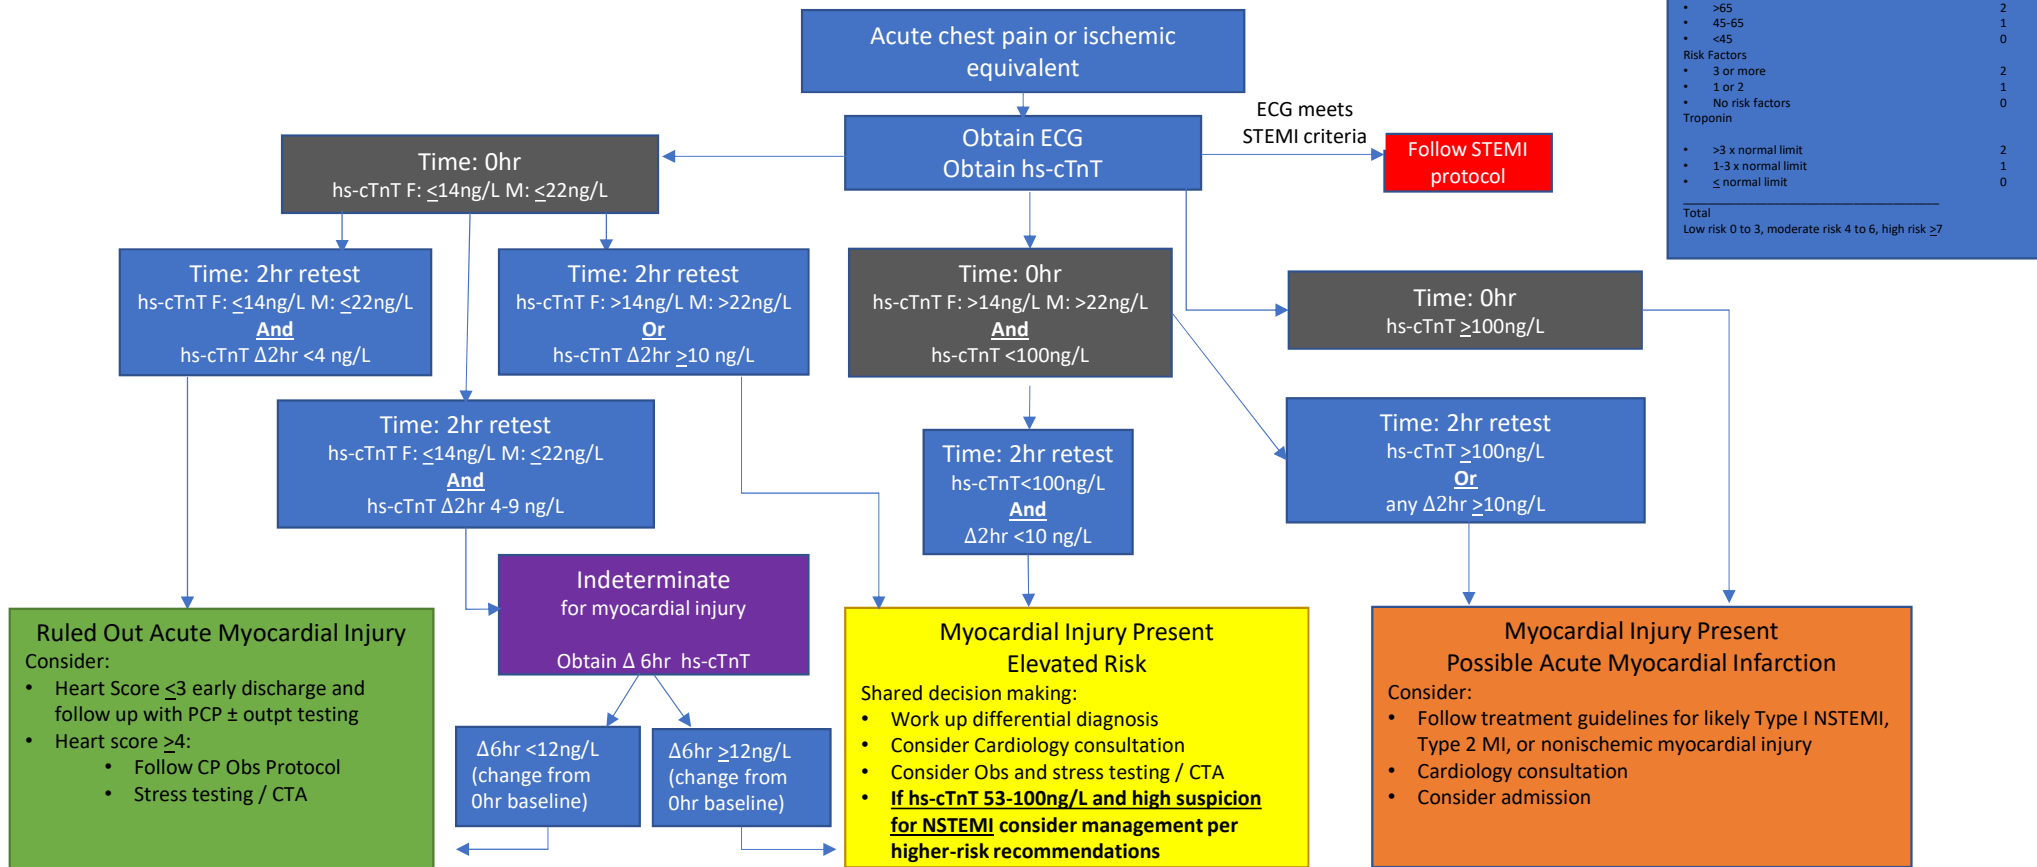 Acute chest pain or ischemic
equivalent
Obtain ECG
Obtain hs-cTnT
ECG meets
STEMI criteria
Follow STEMI
protocol
• >65 2
• 45-65 1
• <45 0
Risk Factors
• 3 or more 2
• 1 or 2 1
• No risk factors 0
Troponin
• >3 x normal limit 2
• 1-3 x normal limit 1
• ≤ normal limit 0
Total
Low risk 0 to 3, moderate risk 4 to 6, high risk ≥7
Time: 0hr
hs-cTnT F: ≤14ng/L M: ≤22ng/L
Time: 2hr retest
hs-cTnT F: ≤14ng/L M: ≤22ng/L
And
hs-cTnT Δ2hr <4 ng/L
Time: 2hr retest
hs-cTnT F: >14ng/L M: >22ng/L
Or
hs-cTnT Δ2hr ≥10 ng/L
Time: 0hr
hs-cTnT F: >14ng/L M: >22ng/L
And
hs-cTnT <100ng/L
Time: 0hr
hs-cTnT ≥100ng/L
Time: 2hr retest
hs-cTnT F: ≤14ng/L M: ≤22ng/L
And
hs-cTnT Δ2hr 4-9 ng/L
Time: 2hr retest
hs-cTnT<100ng/L
And
Δ2hr <10 ng/L
Time: 2hr retest
hs-cTnT ≥100ng/L
Or
any Δ2hr ≥10ng/L
Indeterminate
for myocardial injury
Obtain Δ 6hr hs-cTnT
Δ6hr <12ng/L
(change from
0hr baseline)
Δ6hr ≥12ng/L
(change from
0hr baseline)
Ruled Out Acute Myocardial Injury
Consider:
• Heart Score ≤3 early discharge and
follow up with PCP ± outpt testing
• Heart score ≥4:
• Follow CP Obs Protocol
• Stress testing / CTA
Myocardial Injury Present
Elevated Risk
Shared decision making:
• Work up differential diagnosis
• Consider Cardiology consultation
• Consider Obs and stress testing / CTA
• If hs-cTnT 53-100ng/L and high suspicion
for NSTEMI consider management per
higher-risk recommendations
Myocardial Injury Present
Possible Acute Myocardial Infarction
Consider:
• Follow treatment guidelines for likely Type I NSTEMI,
Type 2 MI, or nonischemic myocardial injury
• Cardiology consultation
• Consider admission